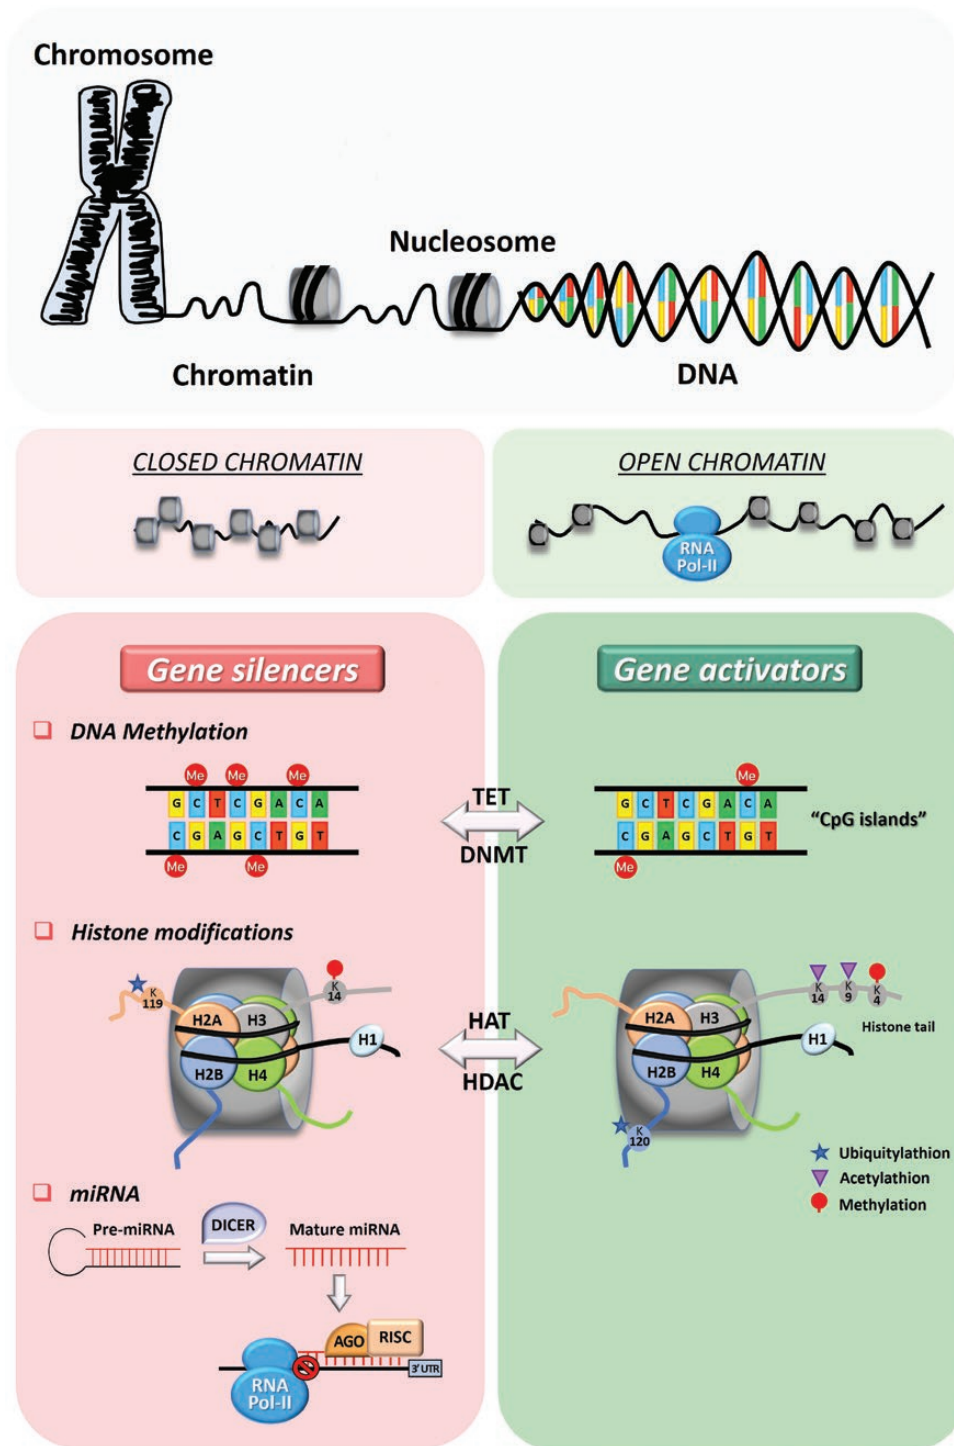 Chromosome
Nucleosome
Chromatin
DNA
CLOSED CHROMATIN
OPEN CHROMATIN
RNA
Pol-II
Gene silencers
Gene activators
DNA Methylation
Me Me Me
G C T C G A C A
C G A G C T G T
Me Me
TET
DNMT
Me
G C T C G A C A
C G A G C T G T
Me
"CpG islands"
Histone modifications
K
119
K
14
H2A
H3
H1
H2B
H4
HAT
HDAC
K
14
K
9
K
4
Histone tail
H2A
H3
H1
H2B
H4
K
120
Ubiquitylathion
Acetylathion
Methylation
miRNA
Pre-miRNA
DICER
Mature miRNA
AGO
RISC
RNA
Pol-II
3' UTR